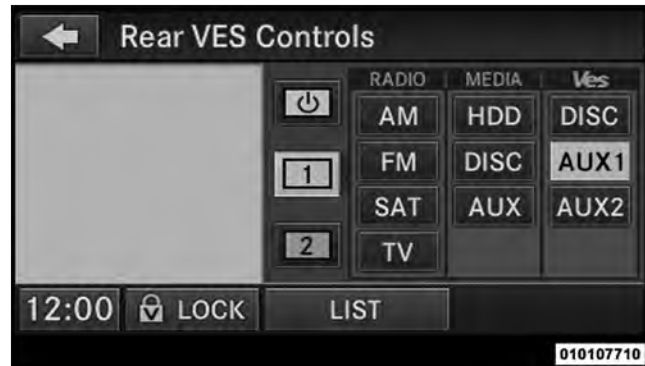 Rear VES Controls
RADIO MEDIA Ves
AM HDD DISC
1 FM DISC AUX1
SAT AUX AUX2
2 TV
12:00 LOCK LIST
010107710